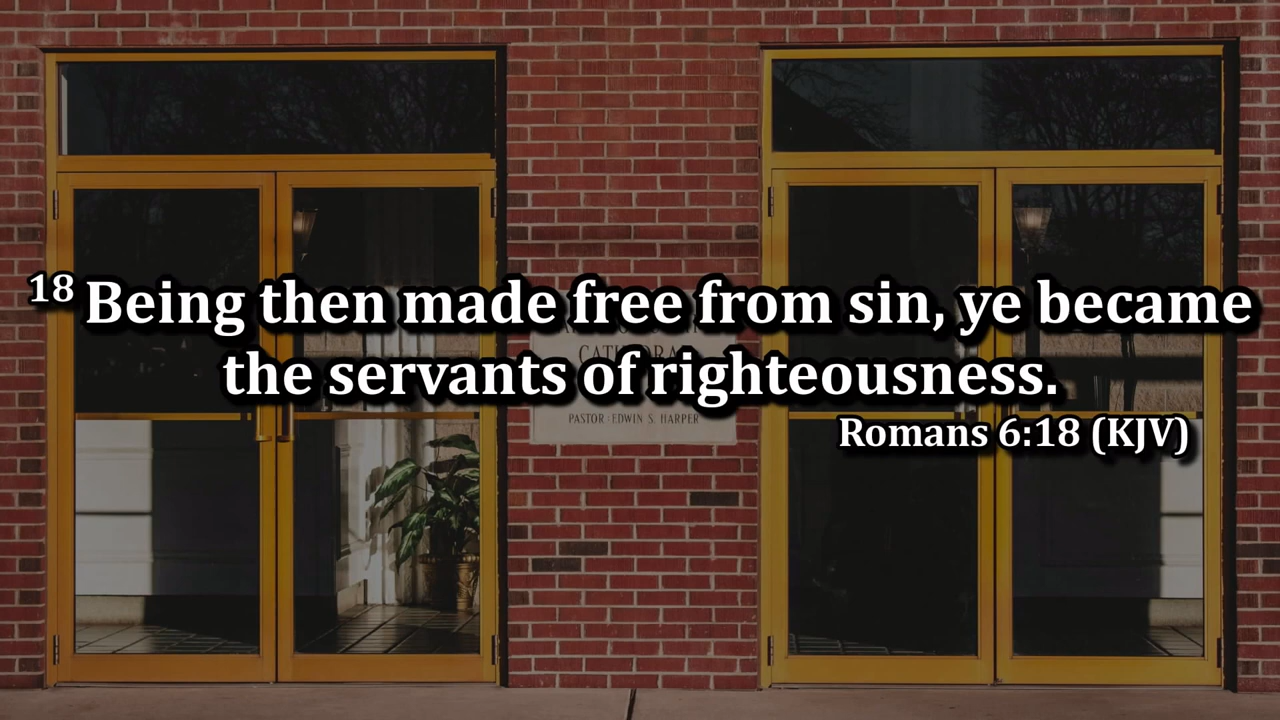 18 Being then made free from sin, ye became
the servants of righteousness.
CATHEDRAL
PASTOR · EDWIN S. HARPER
Romans 6:18 (KJV)